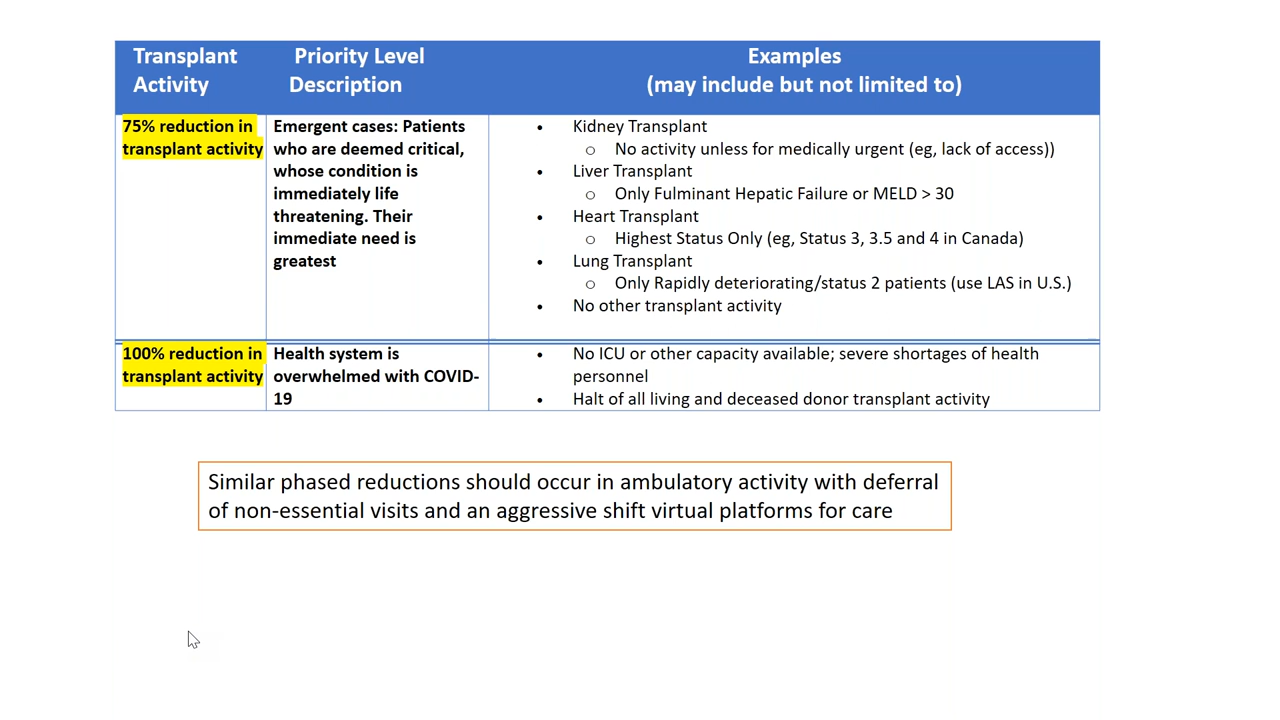 Transplant Activity
Priority Level Description
Examples
(may include but not limited to)
75% reduction in
transplant activity
Emergent cases: Patients
who are deemed critical,
whose condition is
immediately life
threatening. Their
immediate need is
greatest
• Kidney Transplant
o No activity unless for medically urgent (eg, lack of access))
• Liver Transplant
o Only Fulminant Hepatic Failure or MELD > 30
• Heart Transplant
o Highest Status Only (eg, Status 3, 3.5 and 4 in Canada)
• Lung Transplant
o Only Rapidly deteriorating/status 2 patients (use LAS in U.S.)
• No other transplant activity
100% reduction in
transplant activity
Health system is
overwhelmed with COVID-
19
• No ICU or other capacity available; severe shortages of health
personnel
• Halt of all living and deceased donor transplant activity
Similar phased reductions should occur in ambulatory activity with deferral
of non-essential visits and an aggressive shift virtual platforms for care